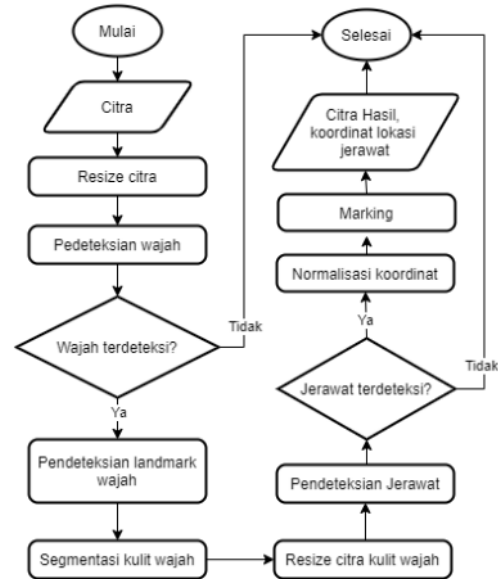 Mulai
Citra
Resize citra
Pedeteksian wajah
Wajah terdeteksi?
Tidak
Ya
Pendeteksian landmark
wajah
Segmentasi kulit wajah
Resize citra kulit wajah
Pendeteksian Jerawat
Jerawat terdeteksi?
Tidak
Ya
Normalisasi koordinat
Marking
Citra Hasil,
koordinat lokasi
jerawat
Selesai